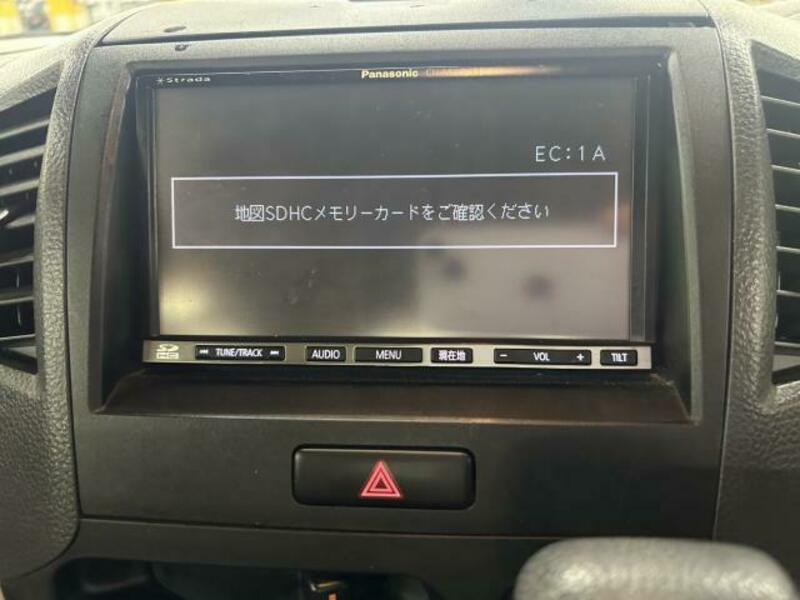 Strada
Panasonic
EC:1A
地図SDHCメモリーカードをご確認ください
SD
TUNE/TRACK
AUDIO
MENU
現在地
− VOL +
TILT